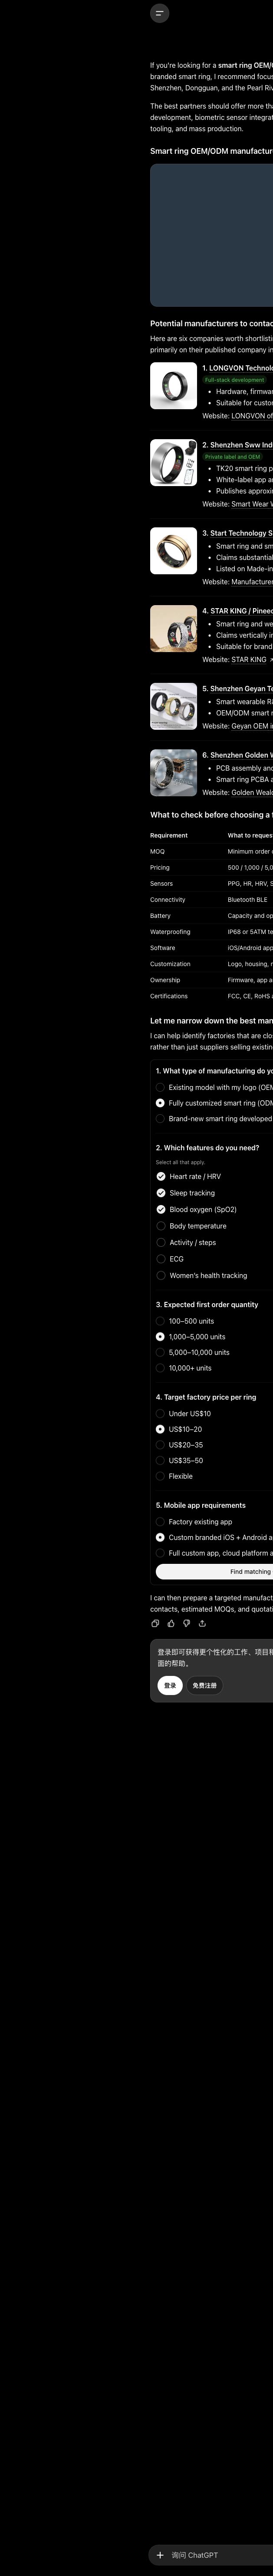 If you're looking for a smart ring OEM/
branded smart ring, I recommend focus
Shenzhen, Dongguan, and the Pearl Riv
The best partners should offer more tha
development, biometric sensor integrat
tooling, and mass production.
Smart ring OEM/ODM manufactur
Potential manufacturers to contac
Here are six companies worth shortlisti
primarily on their published company in
1. LONGVON Technolo
Full-stack development
• Hardware, firmwar
• Suitable for custo
Website: LONGVON of
2. Shenzhen Sww Ind
Private label and OEM
• TK20 smart ring p
• White-label app a
• Publishes approxi
Website: Smart Wear W
3. Start Technology S
• Smart ring and sm
• Claims substantial
• Listed on Made-in
Website: Manufacturer
4. STAR KING / Pineec
• Smart ring and we
• Claims vertically i
• Suitable for brand
Website: STAR KING ↗
5. Shenzhen Geyan Te
• Smart wearable R&
• OEM/ODM smart r
Website: Geyan OEM i
6. Shenzhen Golden W
• PCB assembly and
• Smart ring PCBA a
Website: Golden Weald
What to check before choosing a f
Requirement What to reques
MOQ Minimum order
Pricing 500 / 1,000 / 5,0
Sensors PPG, HR, HRV, S
Connectivity Bluetooth BLE
Battery Capacity and op
Waterproofing IP68 or 5ATM te
Software iOS/Android app
Customization Logo, housing, r
Ownership Firmware, app a
Certifications FCC, CE, RoHS
Let me narrow down the best man
I can help identify factories that are clo
rather than just suppliers selling existin
1. What type of manufacturing do yo
Existing model with my logo (OEM
Fully customized smart ring (ODM
Brand-new smart ring developed
2. Which features do you need?
Select all that apply.
Heart rate / HRV
Sleep tracking
Blood oxygen (SpO2)
Body temperature
Activity / steps
ECG
Women's health tracking
3. Expected first order quantity
100–500 units
1,000–5,000 units
5,000–10,000 units
10,000+ units
4. Target factory price per ring
Under US$10
US$10–20
US$20–35
US$35–50
Flexible
5. Mobile app requirements
Factory existing app
Custom branded iOS + Android a
Full custom app, cloud platform a
Find matching
I can then prepare a targeted manufact
contacts, estimated MOQs, and quotati
登录即可获得更个性化的工作、项目和
面的帮助。
登录 免费注册
询问 ChatGPT